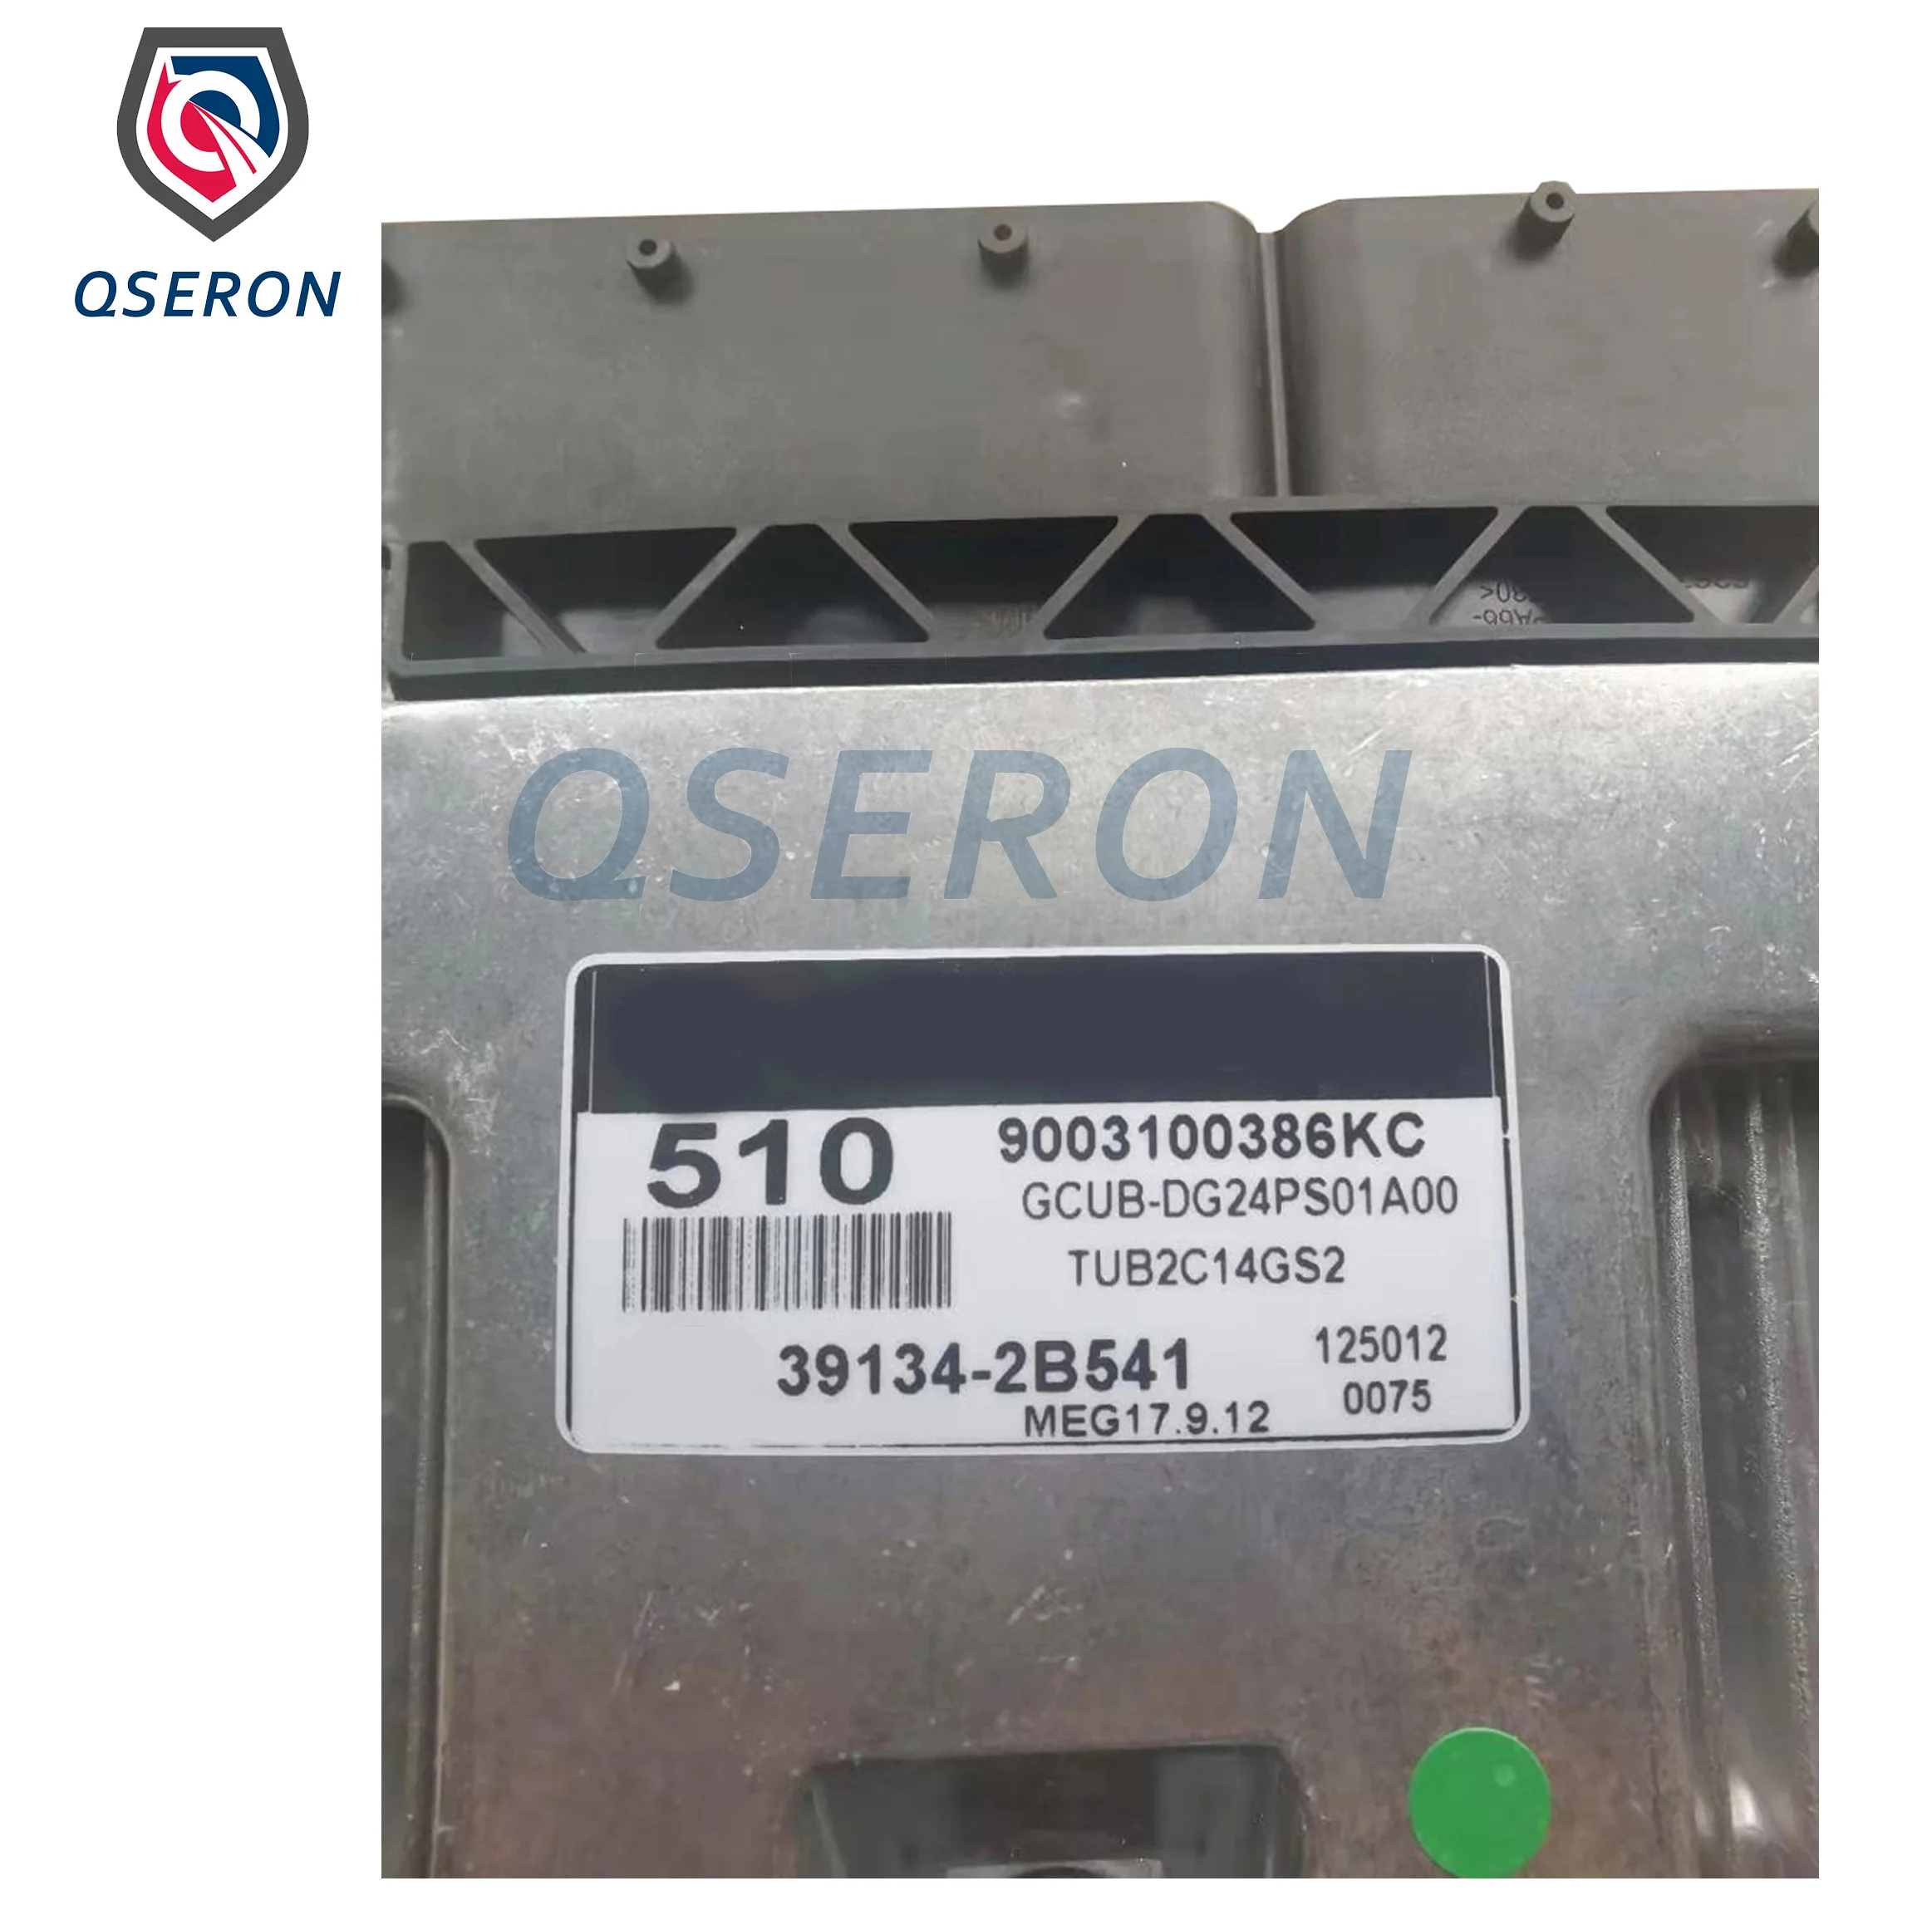 QSERON
QSERON
510
9003100386KC
GCUB-DG24PS01A00
TUB2C14GS2
39134-2B541
125012
0075
MEG17.9.12